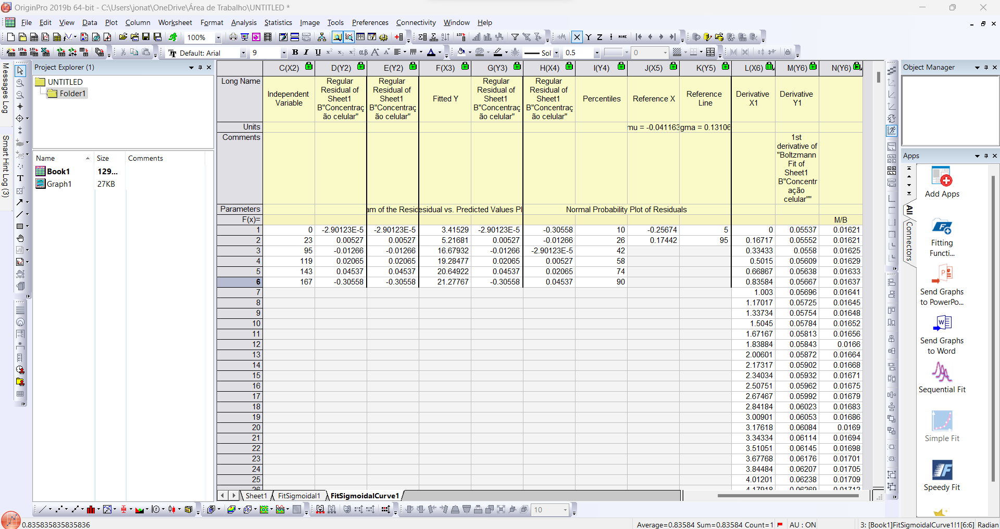 OriginPro 2019b 64-bit - C:\Users\jonat\OneDrive\Área de Trabalho\UNTITLED *
File Edit View Data Plot Column Worksheet Format Analysis Statistics Image Tools Preferences Connectivity Window Help
100%
Default: Arial 9 B I U Sol 0.5 0
Messages Log
Smart Hint Log (3)
Project Explorer (1)
UNTITLED
Folder1
Name Size Comments
Book1 129...
Graph1 27KB
C(X2) D(Y2) E(Y2) F(X3) G(Y3) H(X4) I(Y4) J(X5) K(Y5) L(X6) M(Y6) N(Y6)
Long Name
Independent Variable
Regular Residual of Sheet1 B"Concentração celular"
Regular Residual of Sheet1 B"Concentração celular"
Fitted Y
Regular Residual of Sheet1 B"Concentração celular"
Regular Residual of Sheet1 B"Concentração celular"
Percentiles
Reference X
Reference Line
Derivative X1
Derivative Y1
Units mu = -0.041163 gma = 0.13106
Comments
1st derivative of "Boltzmann Fit of Sheet1 B"Concentração celular""
Parameters am of the Resid esidual vs. Predicted Values Pl Normal Probability Plot of Residuals
F(x)= M/B
1 0 -2.90123E-5 -2.90123E-5 3.41529 -2.90123E-5 -0.30558 10 -0.25674 5 0 0.05537 0.01621
2 23 0.00527 0.00527 5.21681 0.00527 -0.01266 26 0.17442 95 0.16717 0.05552 0.01621
3 95 -0.01266 -0.01266 16.67932 -0.01266 -2.90123E-5 42 0.33433 0.0558 0.01625
4 119 0.02065 0.02065 19.28477 0.02065 0.00527 58 0.5015 0.05609 0.01629
5 143 0.04537 0.04537 20.64922 0.04537 0.02065 74 0.66867 0.05638 0.01633
6 167 -0.30558 -0.30558 21.27767 -0.30558 0.04537 90 0.83584 0.05667 0.01637
7 1.003 0.05696 0.01641
8 1.17017 0.05725 0.01645
9 1.33734 0.05754 0.01648
10 1.5045 0.05784 0.01652
11 1.67167 0.05813 0.01656
12 1.83884 0.05843 0.0166
13 2.00601 0.05872 0.01664
14 2.17317 0.05902 0.01668
15 2.34034 0.05932 0.01671
16 2.50751 0.05962 0.01675
17 2.67467 0.05992 0.01679
18 2.84184 0.06023 0.01683
19 3.00901 0.06053 0.01686
20 3.17618 0.06084 0.0169
21 3.34334 0.06114 0.01694
22 3.51051 0.06145 0.01698
23 3.67768 0.06176 0.01701
24 3.84484 0.06207 0.01705
25 4.01201 0.06238 0.01709
26 4.17918 0.06269 0.01712
Sheet1 FitSigmoidal1 FitSigmoidalCurve1
Object Manager
Apps
All
Connectors
Add Apps
Fitting
Functi...
Send Graphs
to PowerPo...
Send Graphs
to Word
Sequential Fit
Simple Fit
Speedy Fit
10
0.835835835835836
Average=0.83584 Sum=0.83584 Count=1 AU : ON 3: [Book1]FitSigmoidalCurve1!1[6:6] Radian